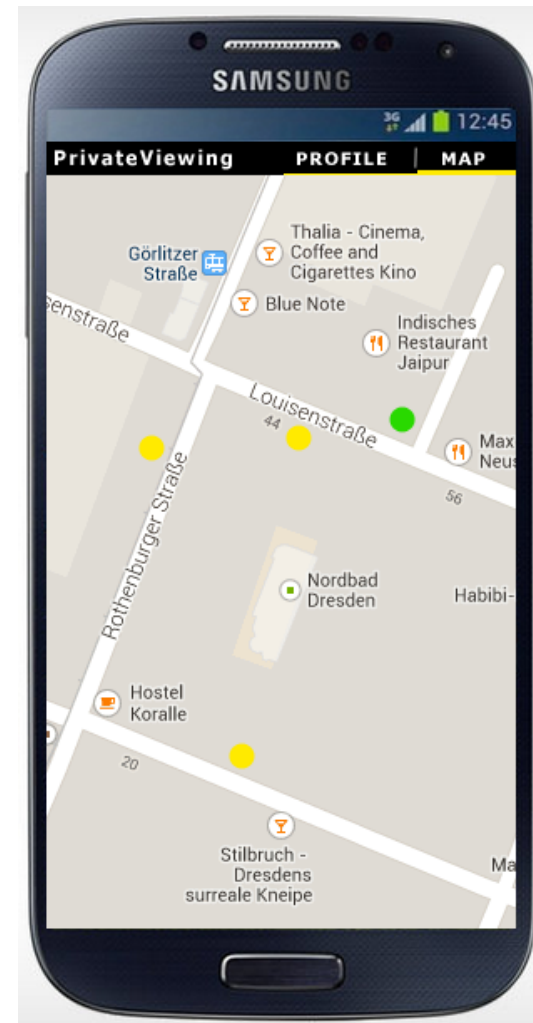 SAMSUNG
3G
12:45
PrivateViewing
PROFILE | MAP
Thalia - Cinema,
Coffee and
Cigarettes Kino
Görlitzer
Straße
Blue Note
senstraße
Indisches
Restaurant
Jaipur
Louisenstraße
44
Max
Neus
56
Rothenburger Straße
Nordbad
Dresden
Habibi-
Hostel
Koralle
20
Stilbruch -
Dresdens
surreale Kneipe
Ma